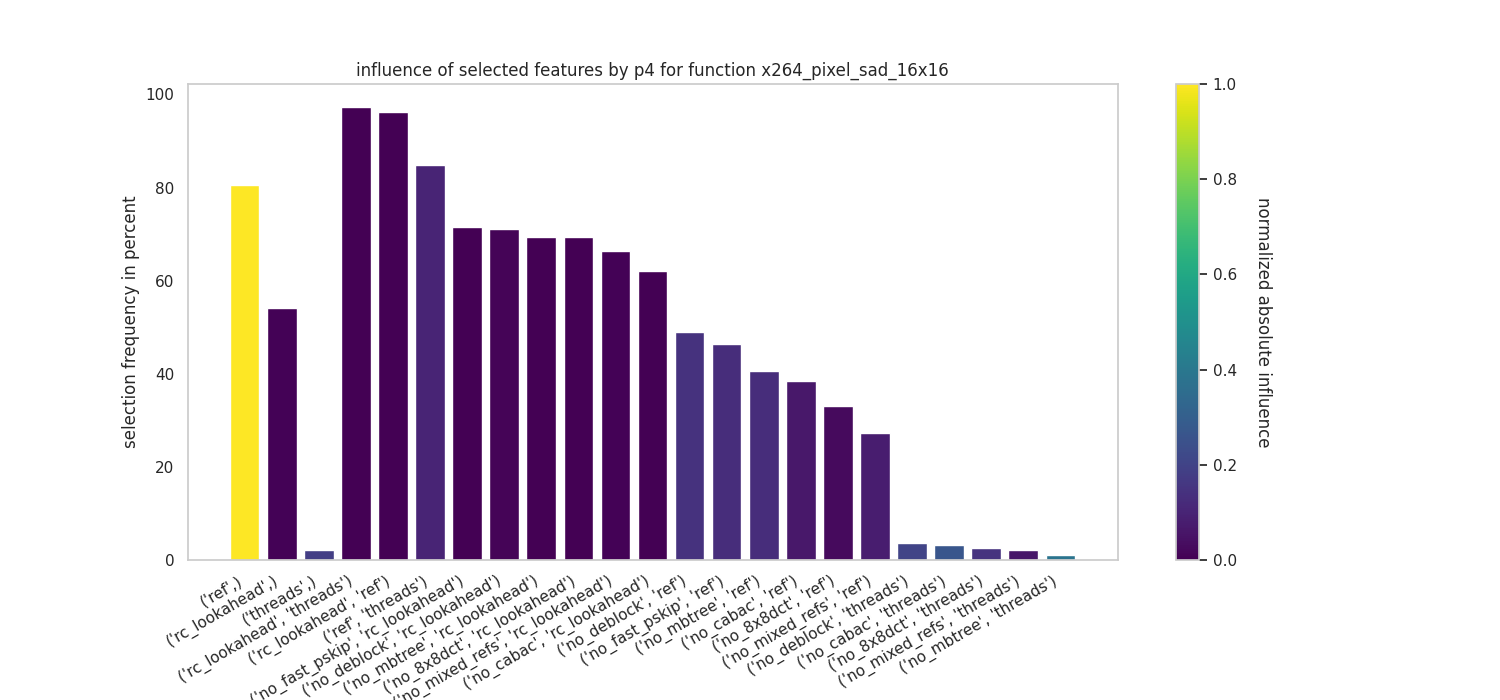 influence of selected features by p4 for function x264_pixel_sad_16x16
selection frequency in percent
100
80
60
40
20
0
('ref',)
('rc_lookahead',)
('threads',)
('rc_lookahead', 'threads')
('rc_lookahead', 'ref')
('ref', 'threads')
('no_fast_pskip', 'rc_lookahead')
('no_deblock', 'rc_lookahead')
('no_mbtree', 'rc_lookahead')
('no_8x8dct', 'rc_lookahead')
('no_mixed_refs', 'rc_lookahead')
('no_cabac', 'rc_lookahead')
('no_deblock', 'ref')
('no_fast_pskip', 'ref')
('no_mbtree', 'ref')
('no_cabac', 'ref')
('no_8x8dct', 'ref')
('no_mixed_refs', 'ref')
('no_deblock', 'threads')
('no_cabac', 'threads')
('no_8x8dct', 'threads')
('no_mixed_refs', 'threads')
('no_mbtree', 'threads')
1.0
0.8
0.6
0.4
0.2
0.0
normalized absolute influence